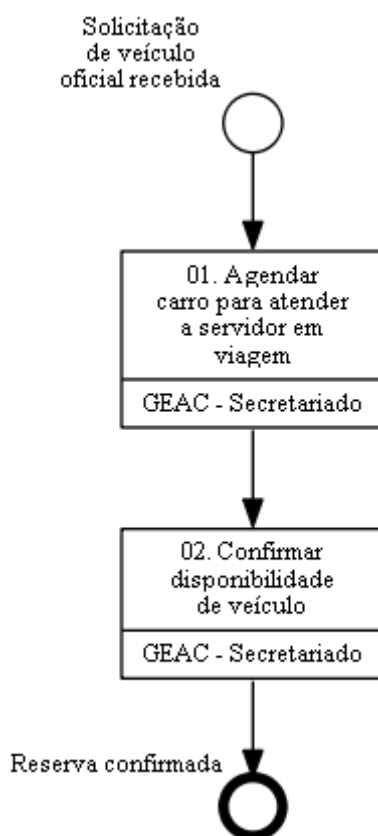 Solicitação
de veículo
oficial recebida
01. Agendar
carro para atender
a servidor em
viagem
GEAC - Secretariado
02. Confirmar
disponibilidade
de veículo
GEAC - Secretariado
Reserva confirmada